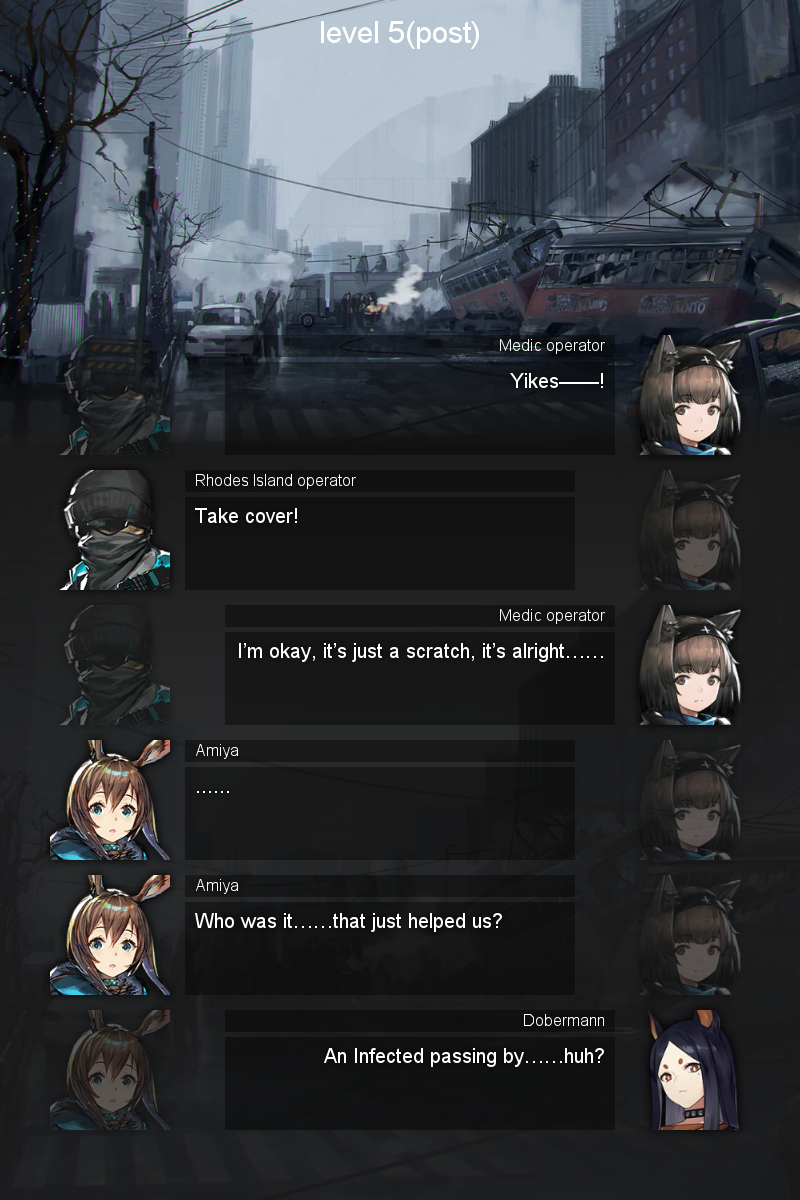 level 5(post)
Medic operator
Yikes——!
Rhodes Island operator
Take cover!
Medic operator
I'm okay, it's just a scratch, it's alright……
Amiya
……
Amiya
Who was it……that just helped us?
Dobermann
An Infected passing by……huh?